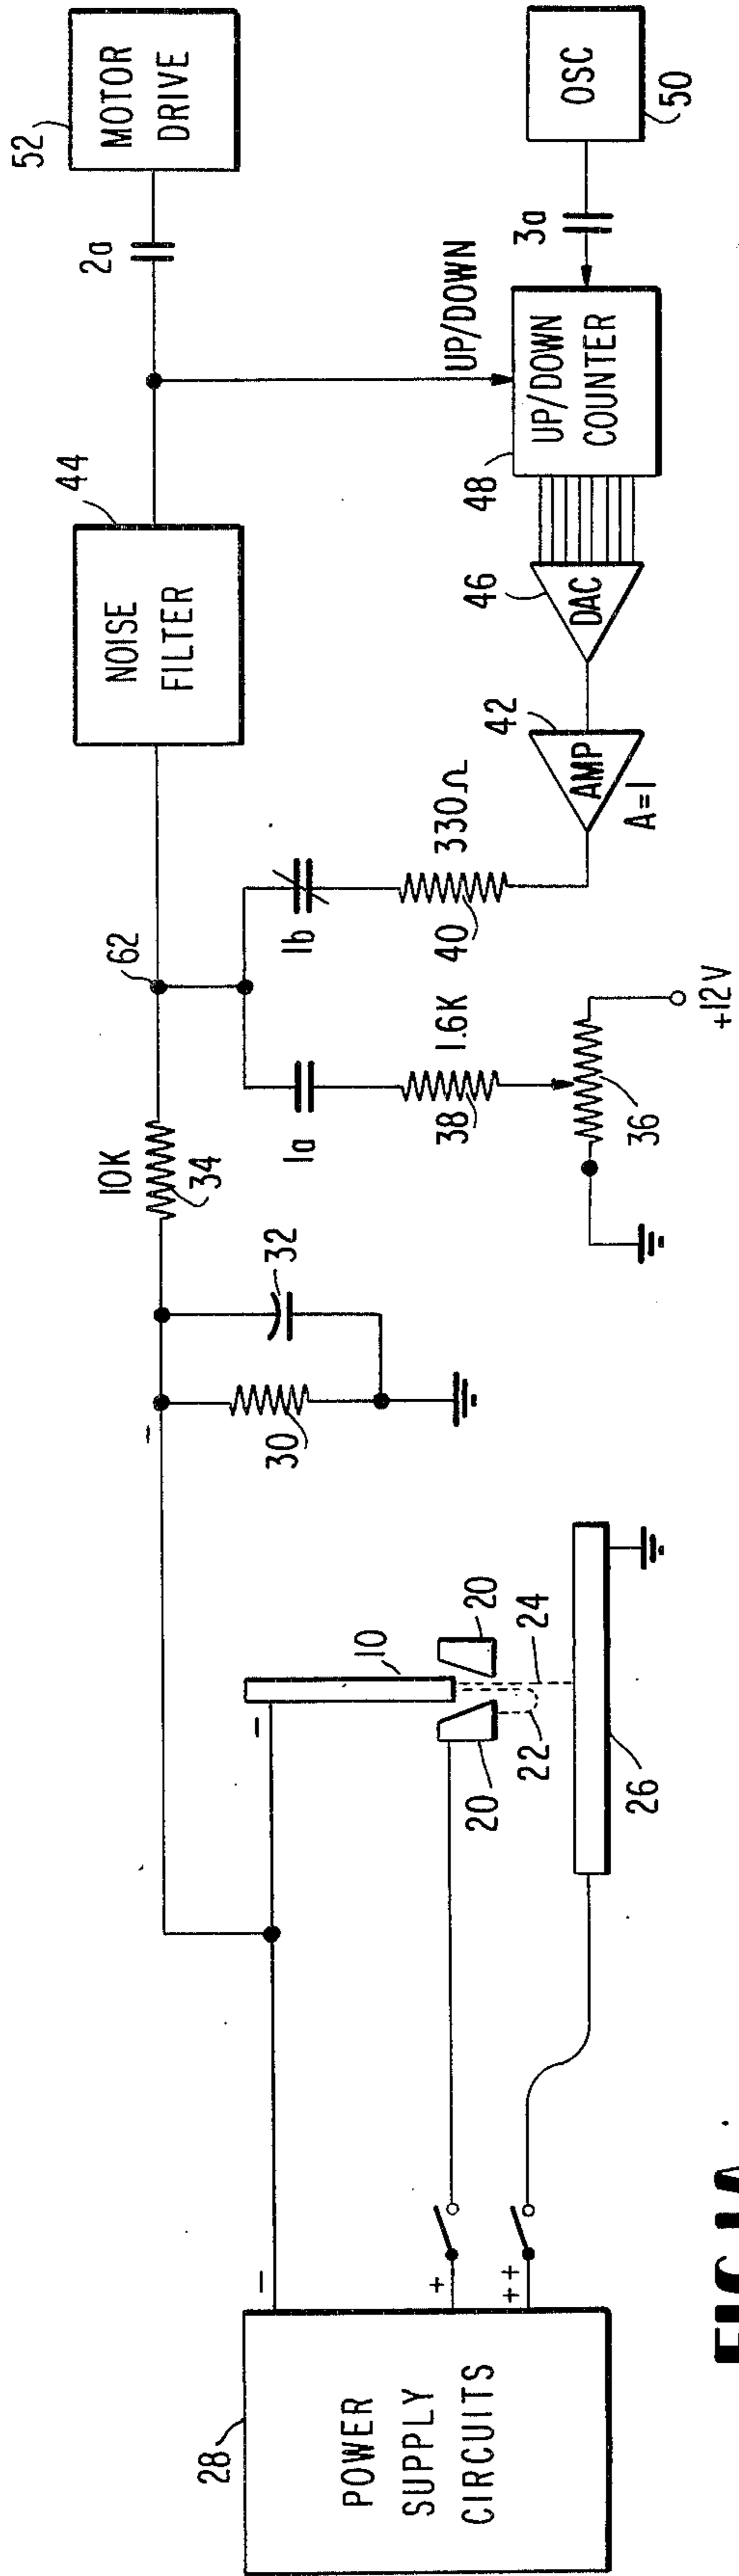 28
POWER
SUPPLY
CIRCUITS
–
+
++
–
10
20
20
22
24
26
–
30
32
10K
34
62
1a
1b
1.6K
38
330Ω
40
36
+12V
NOISE
FILTER
44
AMP
A=1
42
DAC
46
UP/DOWN
COUNTER
48
UP/DOWN
2a
MOTOR
DRIVE
52
3a
OSC
50